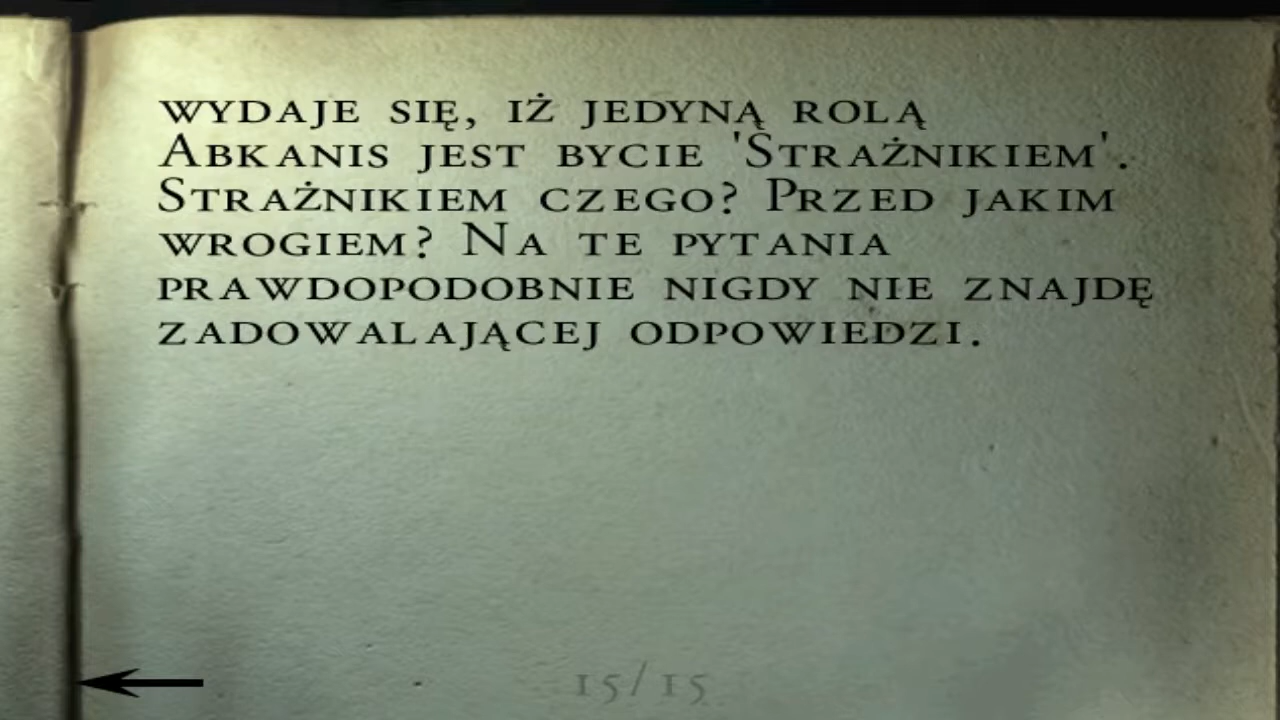 wydaje się, iż jedyną rolą
Abkanis jest bycie 'Strażnikiem'.
Strażnikiem czego? Przed jakim
wrogiem? Na te pytania
prawdopodobnie nigdy nie znajdę
zadowalającej odpowiedzi.
15/15